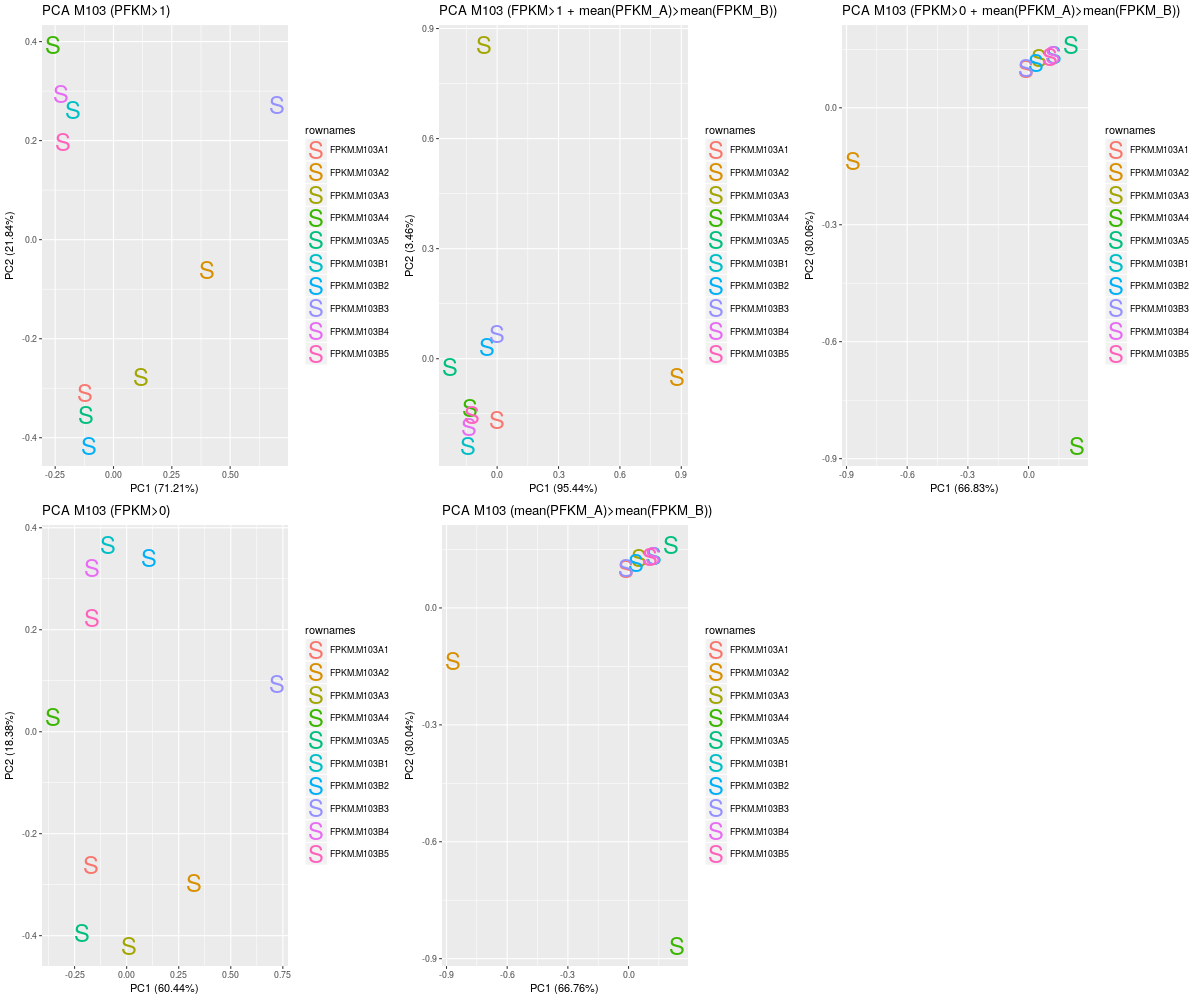 PCA M103 (PFKM>1)
PC2 (21.84%)
0.4
0.2
0.0
-0.2
-0.4
S S S S S S S S S S
-0.25 0.00 0.25 0.50
PC1 (71.21%)
rownames
S FPKM.M103A1
S FPKM.M103A2
S FPKM.M103A3
S FPKM.M103A4
S FPKM.M103A5
S FPKM.M103B1
S FPKM.M103B2
S FPKM.M103B3
S FPKM.M103B4
S FPKM.M103B5
PCA M103 (FPKM>1 + mean(PFKM_A)>mean(FPKM_B))
PC2 (3.46%)
0.9
0.6
0.3
0.0
S S S S S S S S S S
0.0 0.3 0.6 0.9
PC1 (95.44%)
rownames
S FPKM.M103A1
S FPKM.M103A2
S FPKM.M103A3
S FPKM.M103A4
S FPKM.M103A5
S FPKM.M103B1
S FPKM.M103B2
S FPKM.M103B3
S FPKM.M103B4
S FPKM.M103B5
PCA M103 (FPKM>0 + mean(PFKM_A)>mean(FPKM_B))
PC2 (30.06%)
0.0
-0.3
-0.6
-0.9
S S S S S S S S S S
-0.9 -0.6 -0.3 0.0
PC1 (66.83%)
rownames
S FPKM.M103A1
S FPKM.M103A2
S FPKM.M103A3
S FPKM.M103A4
S FPKM.M103A5
S FPKM.M103B1
S FPKM.M103B2
S FPKM.M103B3
S FPKM.M103B4
S FPKM.M103B5
PCA M103 (FPKM>0)
PC2 (18.38%)
0.4
0.2
0.0
-0.2
-0.4
S S S S S S S S S S
-0.25 0.00 0.25 0.50 0.75
PC1 (60.44%)
rownames
S FPKM.M103A1
S FPKM.M103A2
S FPKM.M103A3
S FPKM.M103A4
S FPKM.M103A5
S FPKM.M103B1
S FPKM.M103B2
S FPKM.M103B3
S FPKM.M103B4
S FPKM.M103B5
PCA M103 (mean(PFKM_A)>mean(FPKM_B))
PC2 (30.04%)
0.0
-0.3
-0.6
-0.9
S S S S S S S S S S
-0.9 -0.6 -0.3 0.0
PC1 (66.76%)
rownames
S FPKM.M103A1
S FPKM.M103A2
S FPKM.M103A3
S FPKM.M103A4
S FPKM.M103A5
S FPKM.M103B1
S FPKM.M103B2
S FPKM.M103B3
S FPKM.M103B4
S FPKM.M103B5